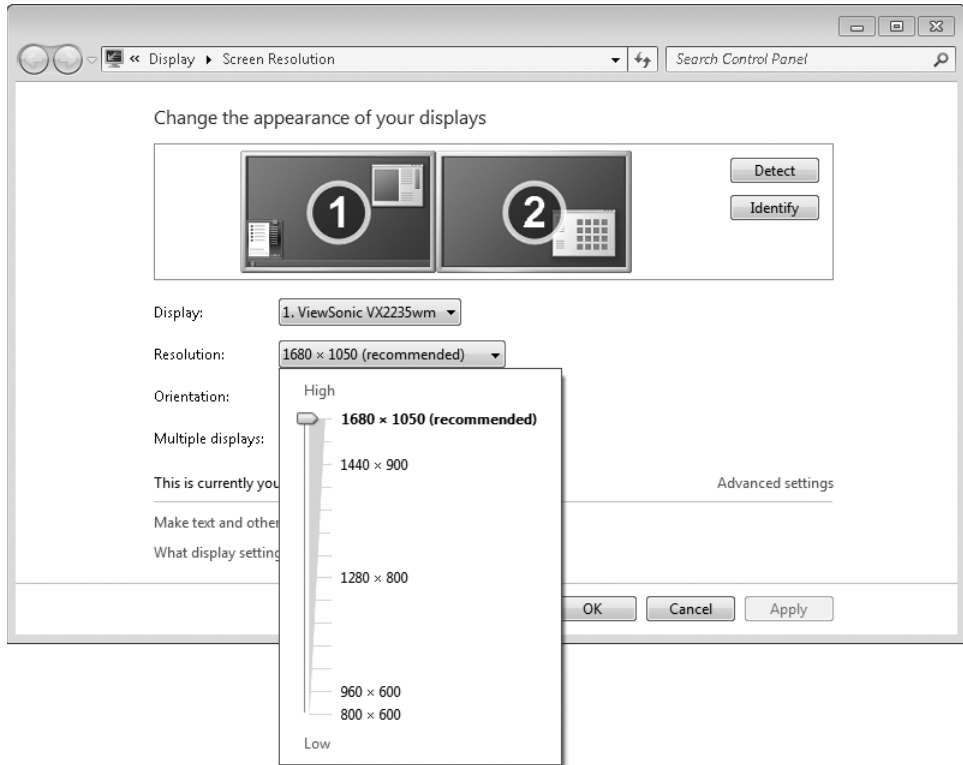 « Display ▸ Screen Resolution
Search Control Panel
Change the appearance of your displays
1
2
Detect
Identify
Display:
1. ViewSonic VX2235wm
Resolution:
1680 × 1050 (recommended)
Orientation:
High
1680 × 1050 (recommended)
Multiple displays:
1440 × 900
This is currently you
Advanced settings
Make text and other
What display setting
1280 × 800
OK
Cancel
Apply
960 × 600
800 × 600
Low